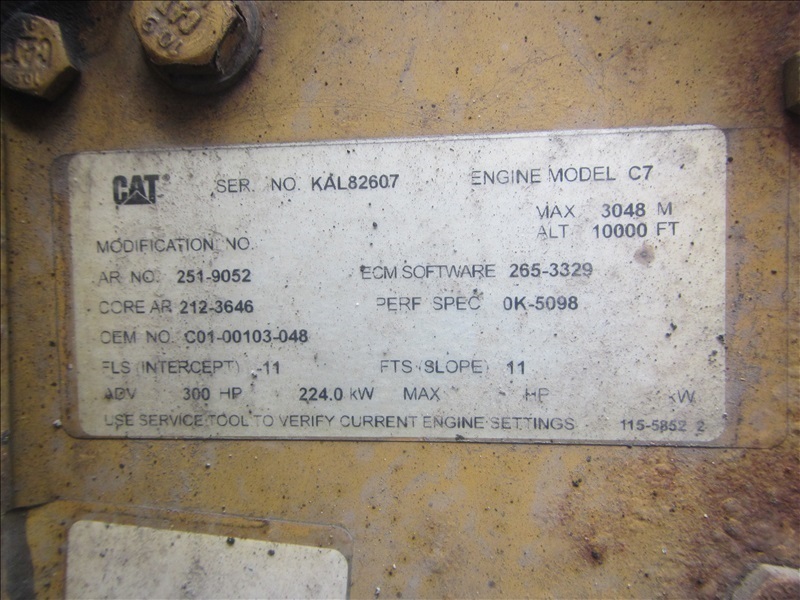 CAT
10.9
CAT SER. NO. KAL82607 ENGINE MODEL C7
MAX 3048 M
ALT 10000 FT
MODIFICATION NO.
AR NO. 251-9052 ECM SOFTWARE 265-3329
CORE AR 212-3646 PERF SPEC 0K-5098
OEM NO. C01-00103-048
FLS (INTERCEPT) -11 FTS (SLOPE) 11
ADV 300 HP 224.0 kW MAX HP kW
USE SERVICE TOOL TO VERIFY CURRENT ENGINE SETTINGS 115-5852 2